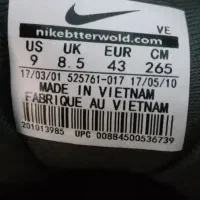 VE
nikebtterwold.com
US UK EUR CM
9 8.5 43 265
17/03/01 525761-017 17/05/10
MADE IN VIETNAM
FABRIQUE AU VIETNAM
201013985 UPC 00884500536739